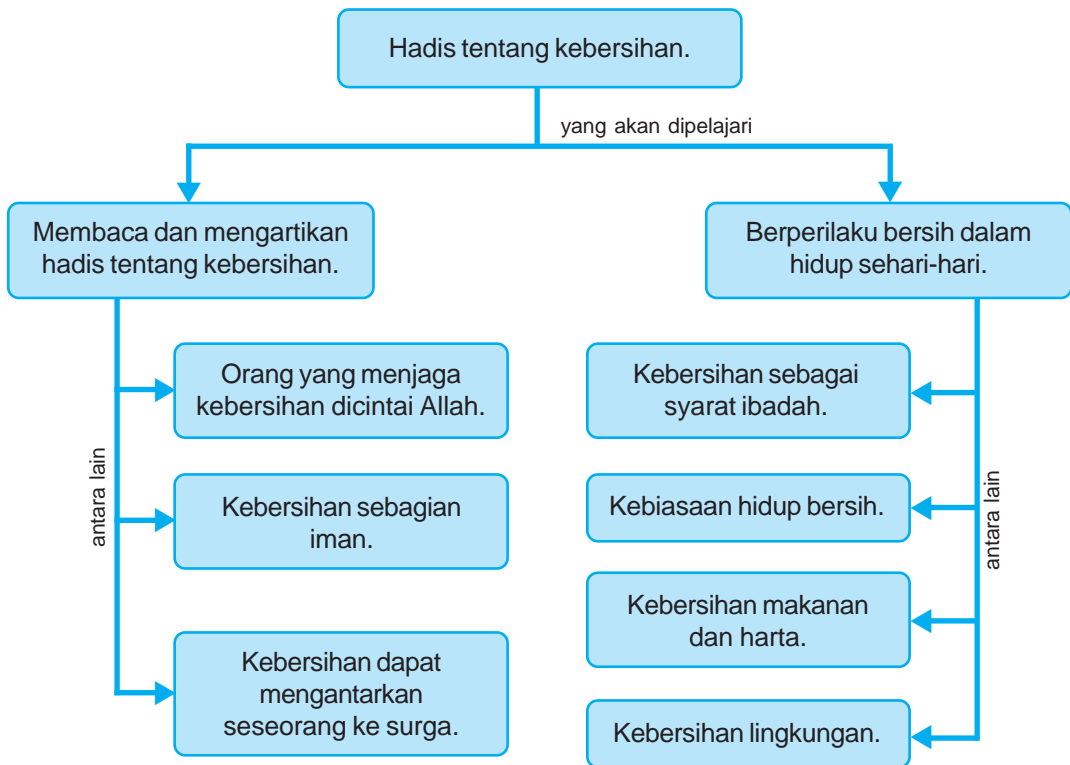 Hadis tentang kebersihan.
yang akan dipelajari
Membaca dan mengartikan
hadis tentang kebersihan.
Berperilaku bersih dalam
hidup sehari-hari.
antara lain
Orang yang menjaga
kebersihan dicintai Allah.
Kebersihan sebagian
iman.
Kebersihan dapat
mengantarkan
seseorang ke surga.
Kebersihan sebagai
syarat ibadah.
Kebiasaan hidup bersih.
Kebersihan makanan
dan harta.
Kebersihan lingkungan.
antara lain